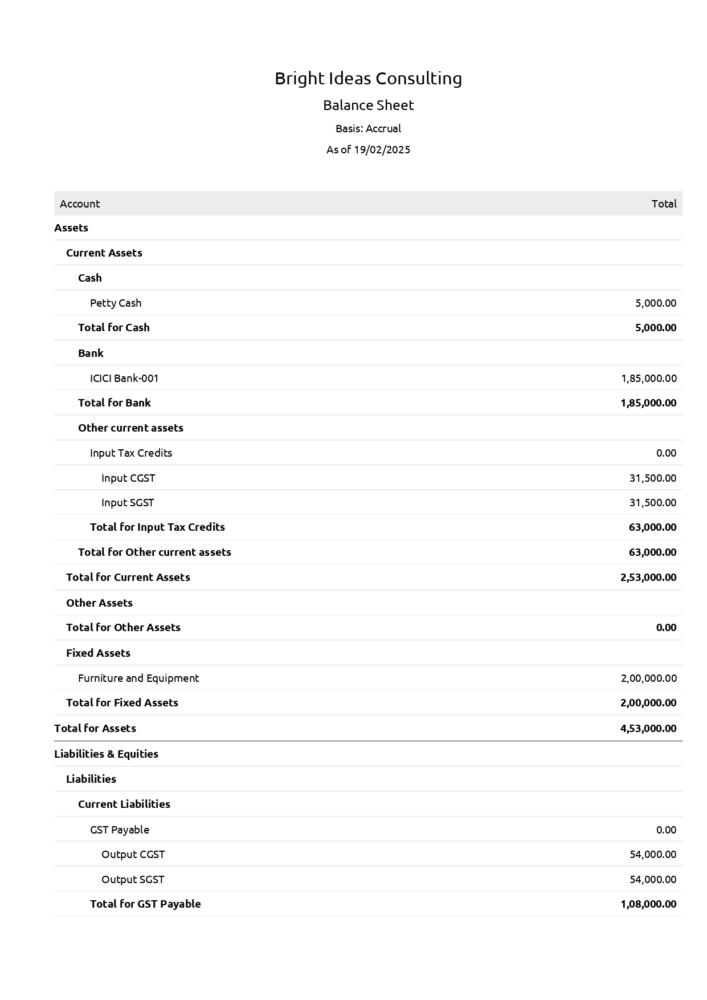 Bright Ideas Consulting
Balance Sheet
Basis: Accrual
As of 19/02/2025
Account Total
Assets
Current Assets
Cash
Petty Cash 5,000.00
Total for Cash 5,000.00
Bank
ICICI Bank-001 1,85,000.00
Total for Bank 1,85,000.00
Other current assets
Input Tax Credits 0.00
Input CGST 31,500.00
Input SGST 31,500.00
Total for Input Tax Credits 63,000.00
Total for Other current assets 63,000.00
Total for Current Assets 2,53,000.00
Other Assets
Total for Other Assets 0.00
Fixed Assets
Furniture and Equipment 2,00,000.00
Total for Fixed Assets 2,00,000.00
Total for Assets 4,53,000.00
Liabilities & Equities
Liabilities
Current Liabilities
GST Payable 0.00
Output CGST 54,000.00
Output SGST 54,000.00
Total for GST Payable 1,08,000.00